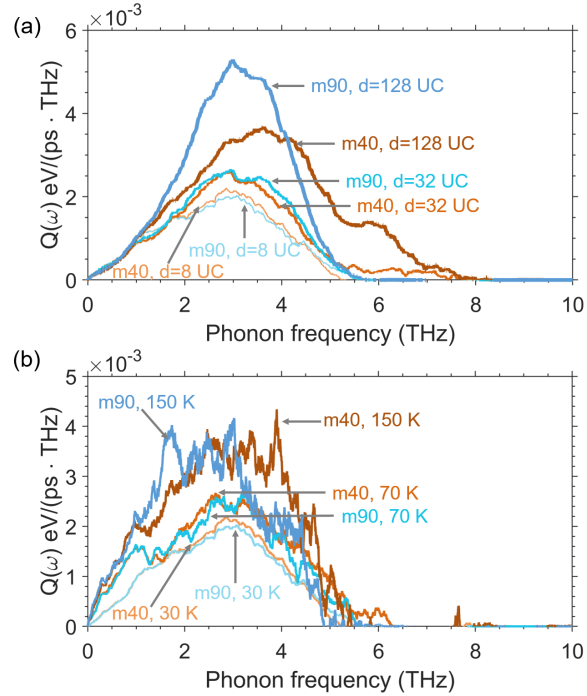 (a)
×10⁻³
6
4
2
0
Q(ω) eV/(ps · THz)
m90, d=128 UC
m40, d=128 UC
m90, d=32 UC
m40, d=32 UC
m90, d=8 UC
m40, d=8 UC
0 2 4 6 8 10
Phonon frequency (THz)
(b)
×10⁻³
5
4
3
2
1
0
Q(ω) eV/(ps · THz)
m90, 150 K
m40, 150 K
m40, 70 K
m90, 70 K
m90, 30 K
m40, 30 K
0 2 4 6 8 10
Phonon frequency (THz)